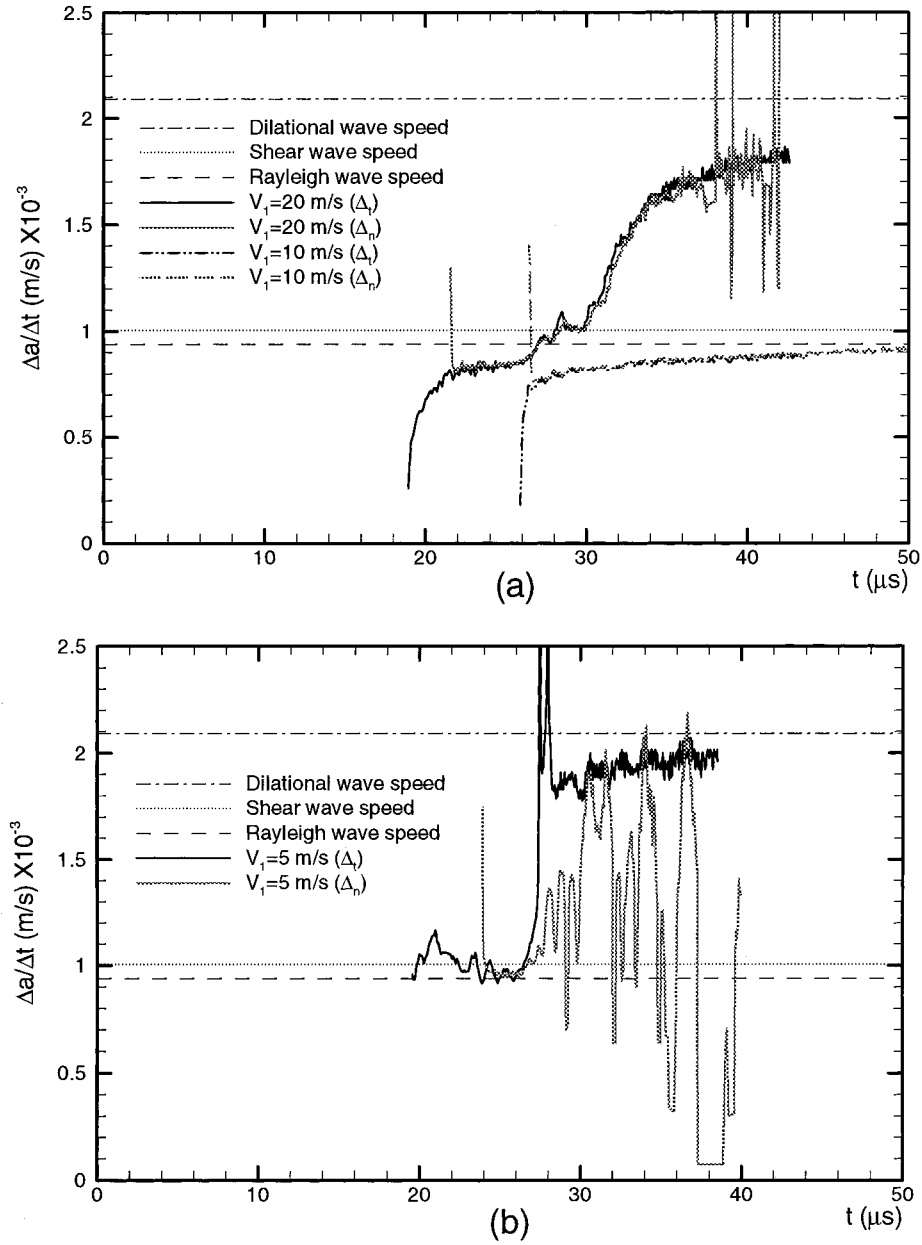 2.5
2
1.5
1
0.5
0
Δa/Δt (m/s) X10⁻³
Dilational wave speed
Shear wave speed
Rayleigh wave speed
V₁=20 m/s (Δₜ)
V₁=20 m/s (Δₙ)
V₁=10 m/s (Δₜ)
V₁=10 m/s (Δₙ)
0 10 20 30 40 50
t (μs)
(a)
2.5
2
1.5
1
0.5
0
Δa/Δt (m/s) X10⁻³
Dilational wave speed
Shear wave speed
Rayleigh wave speed
V₁=5 m/s (Δₜ)
V₁=5 m/s (Δₙ)
0 10 20 30 40 50
t (μs)
(b)